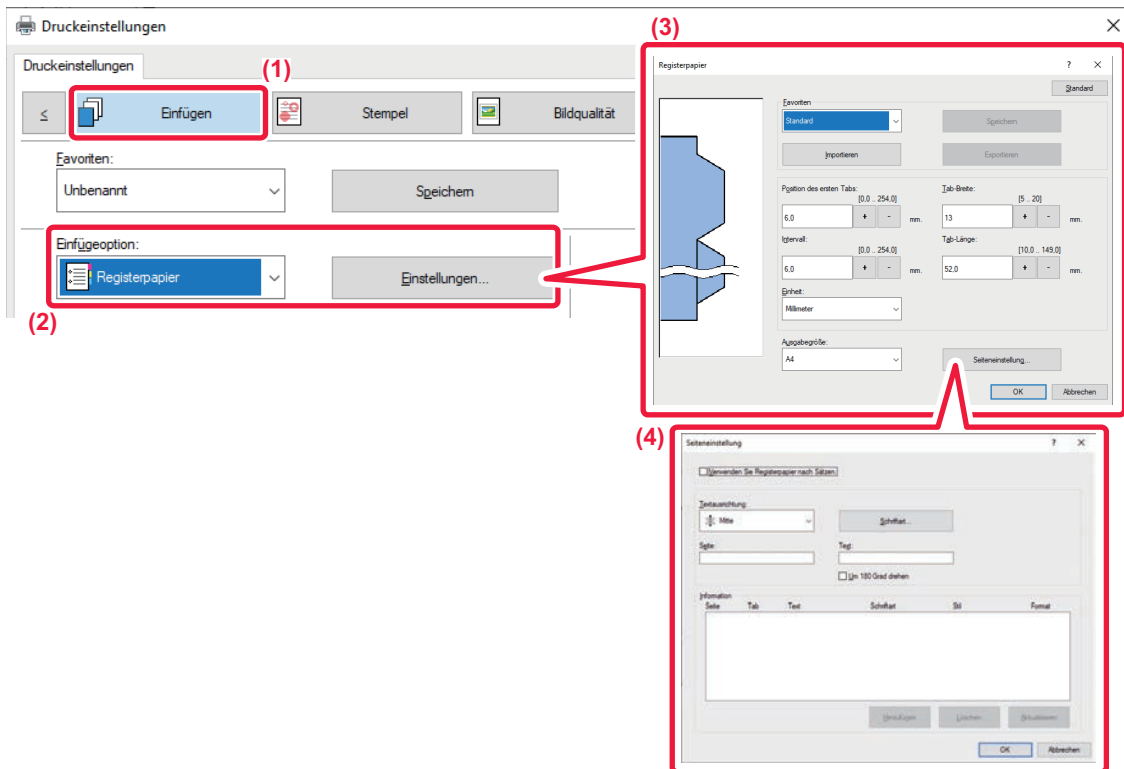 Druckeinstellungen
Druckeinstellungen
(1)
≤ Einfügen Stempel Bildqualität
Favoriten:
Unbenannt Speichern
Einfügeoption:
Registerpapier Einstellungen...
(2)
(3)
Registerpapier ? ×
Standard
Favoriten
Standard Speichern
Importieren Exportieren
Position des ersten Tabs: Tab-Breite:
[0,0 .. 254,0] [5 .. 20]
6,0 + - mm. 13 + - mm.
Intervall: Tab-Länge:
[0,0 .. 254,0] [10,0 .. 149,0]
6,0 + - mm. 52,0 + - mm.
Einheit:
Millimeter
Ausgabegröße:
A4 Seiteneinstellung...
OK Abbrechen
(4)
Seiteneinstellung ? ×
Verwenden Sie Registerpapier nach Sätzen
Textausrichtung:
Mitte Schriftart...
Seite: Text:
Um 180 Grad drehen
Information
Seite Tab Text Schriftart Stil Format
Hinzufügen Löschen Aktualisieren
OK Abbrechen